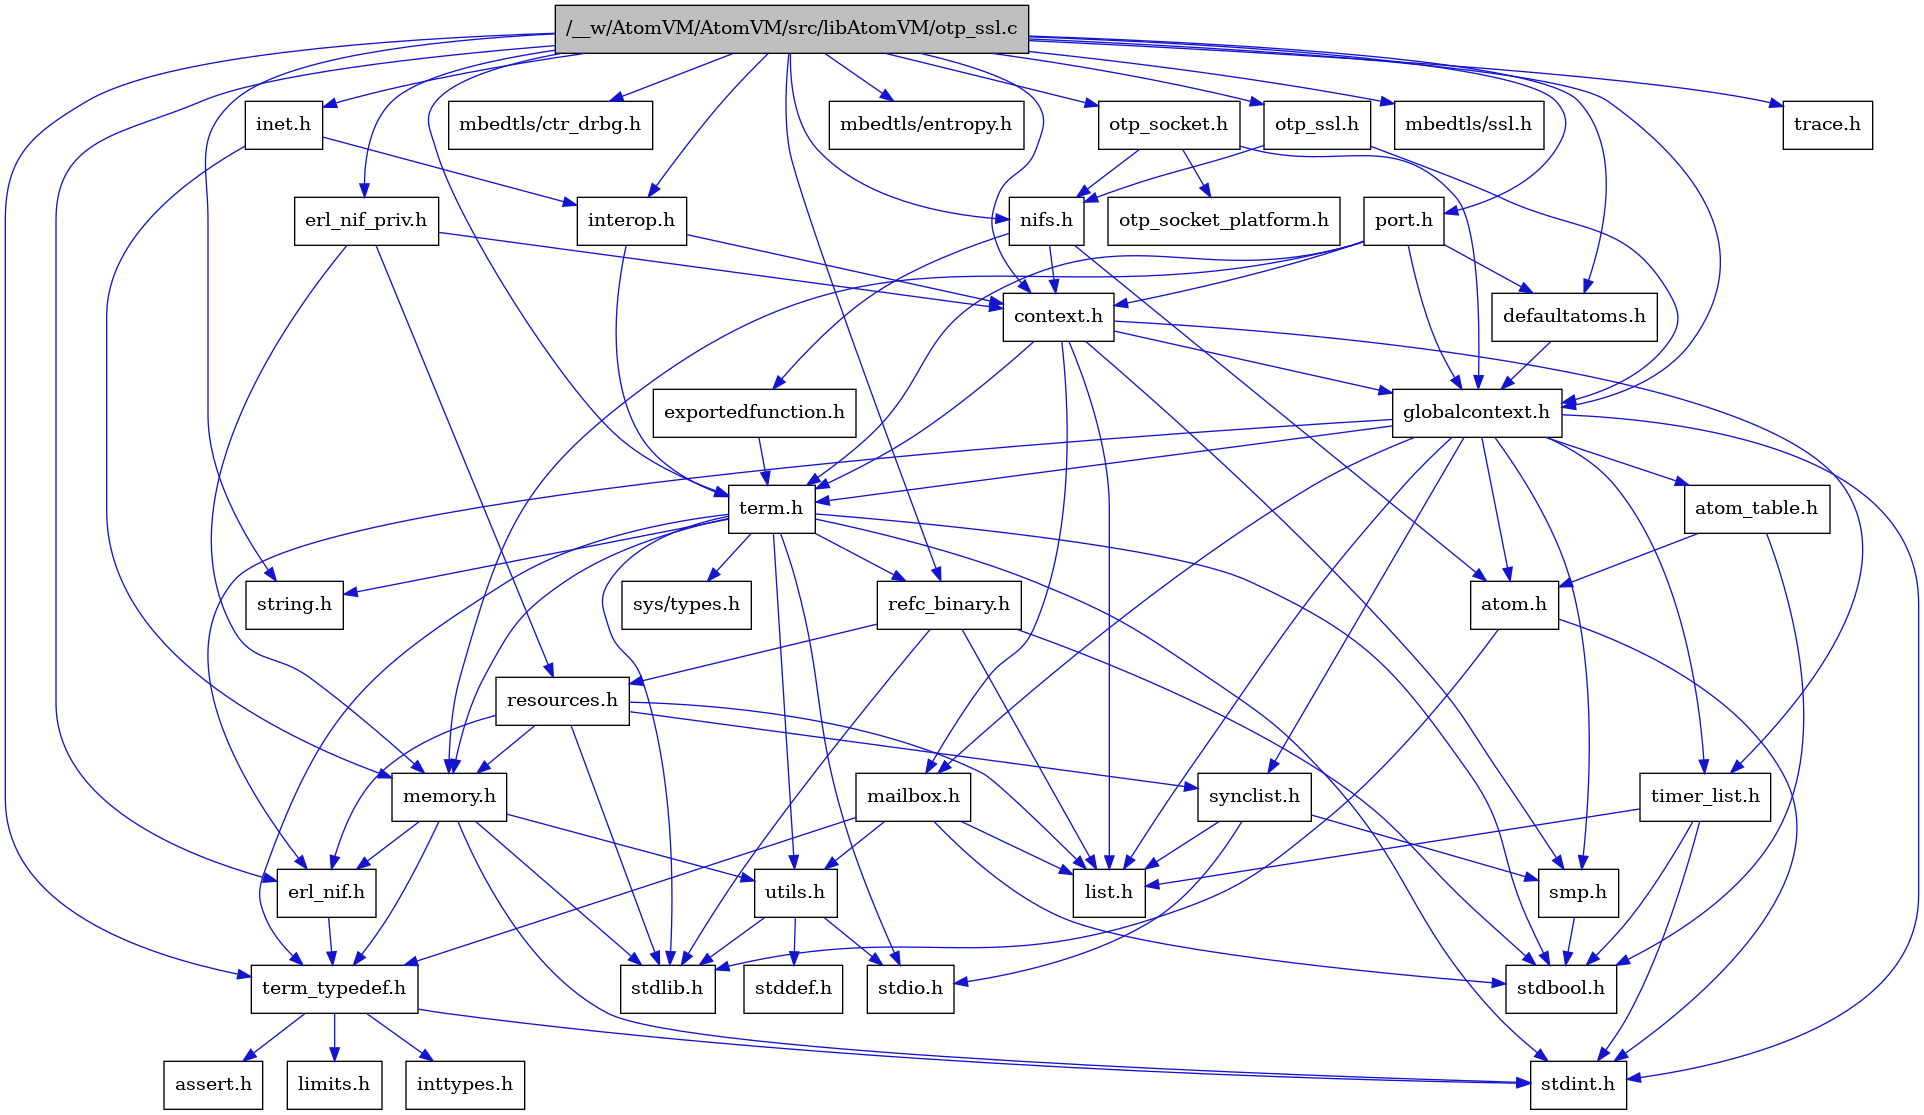 /__w/AtomVM/AtomVM/src/libAtomVM/otp_ssl.c
inet.h
mbedtls/ctr_drbg.h
mbedtls/entropy.h
otp_socket.h
otp_ssl.h
mbedtls/ssl.h
trace.h
erl_nif_priv.h
interop.h
nifs.h
otp_socket_platform.h
port.h
context.h
defaultatoms.h
exportedfunction.h
globalcontext.h
term.h
atom_table.h
string.h
sys/types.h
refc_binary.h
atom.h
resources.h
memory.h
mailbox.h
synclist.h
timer_list.h
erl_nif.h
utils.h
list.h
smp.h
term_typedef.h
stdlib.h
stddef.h
stdio.h
stdbool.h
assert.h
limits.h
inttypes.h
stdint.h